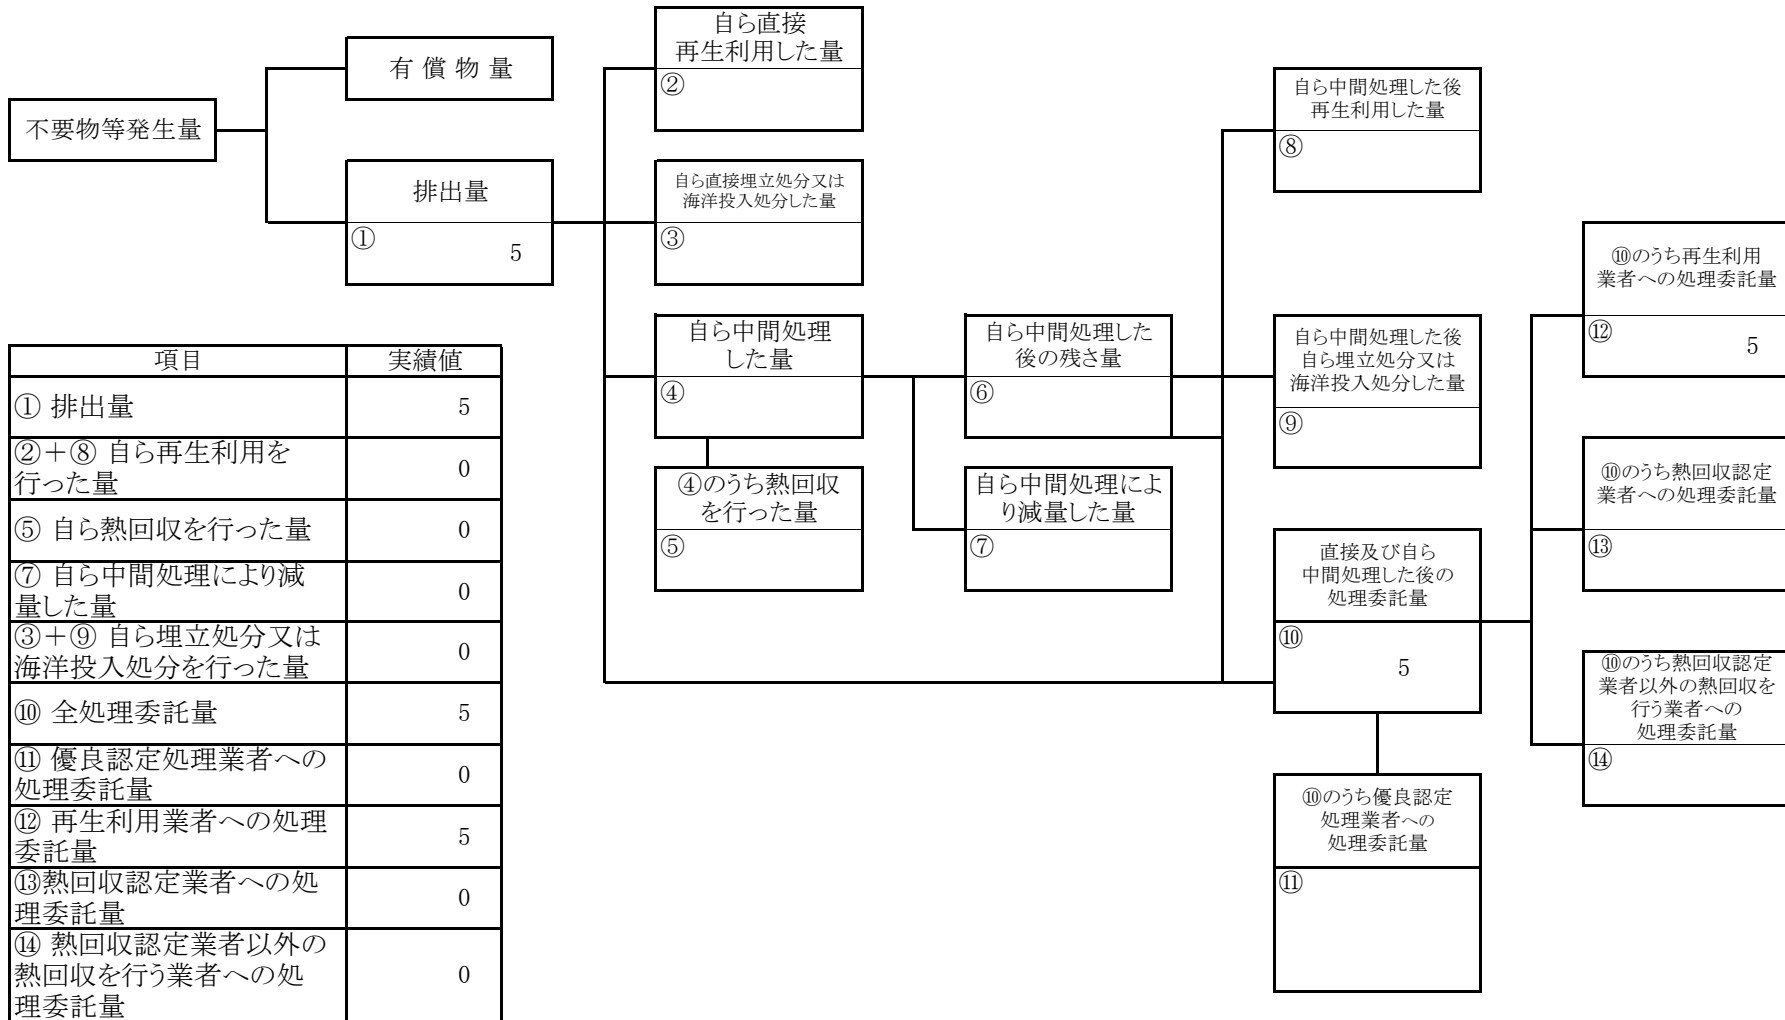 不要物等発生量
有 償 物 量
排出量
①
5
自ら直接
再生利用した量
②
自ら直接埋立処分又は
海洋投入処分した量
③
自ら中間処理
した量
④
④のうち熱回収
を行った量
⑤
自ら中間処理した
後の残さ量
⑥
自ら中間処理によ
り減量した量
⑦
自ら中間処理した後
再生利用した量
⑧
自ら中間処理した後
自ら埋立処分又は
海洋投入処分した量
⑨
直接及び自ら
中間処理した後の
処理委託量
⑩
5
⑩のうち優良認定
処理業者への
処理委託量
⑪
⑩のうち再生利用
業者への処理委託量
⑫
5
⑩のうち熱回収認定
業者への処理委託量
⑬
⑩のうち熱回収認定
業者以外の熱回収を
行う業者への
処理委託量
⑭
項目 実績値
① 排出量 5
②+⑧ 自ら再生利用を
行った量 0
⑤ 自ら熱回収を行った量 0
⑦ 自ら中間処理により減
量した量 0
③+⑨ 自ら埋立処分又は
海洋投入処分を行った量 0
⑩ 全処理委託量 5
⑪ 優良認定処理業者への
処理委託量 0
⑫ 再生利用業者への処理
委託量 5
⑬熱回収認定業者への処
理委託量 0
⑭ 熱回収認定業者以外の
熱回収を行う業者への処
理委託量 0